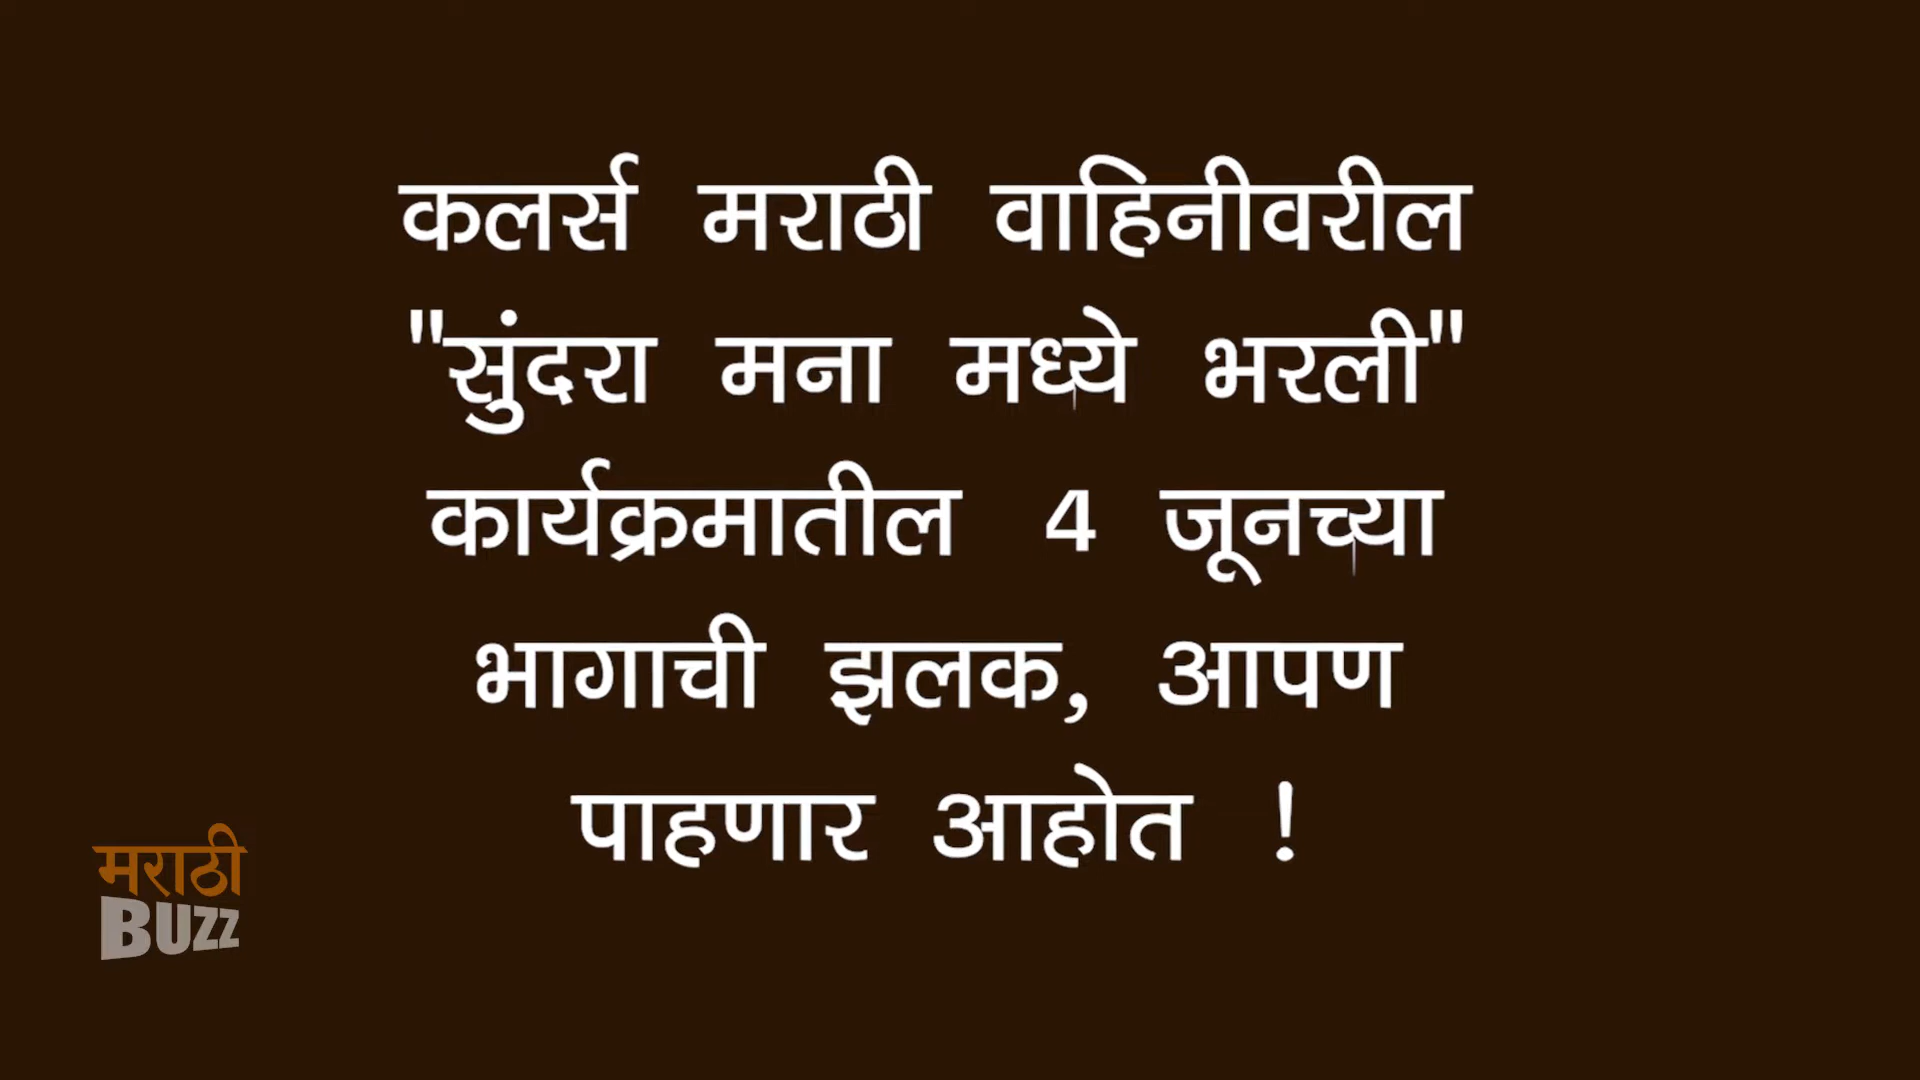 कलर्स मराठी वाहिनीवरील
"सुंदरा मना मध्ये भरली"
कार्यक्रमातील 4 जूनच्या
भागाची झलक, आपण
पाहणार आहोत !
मराठी
BUZZ